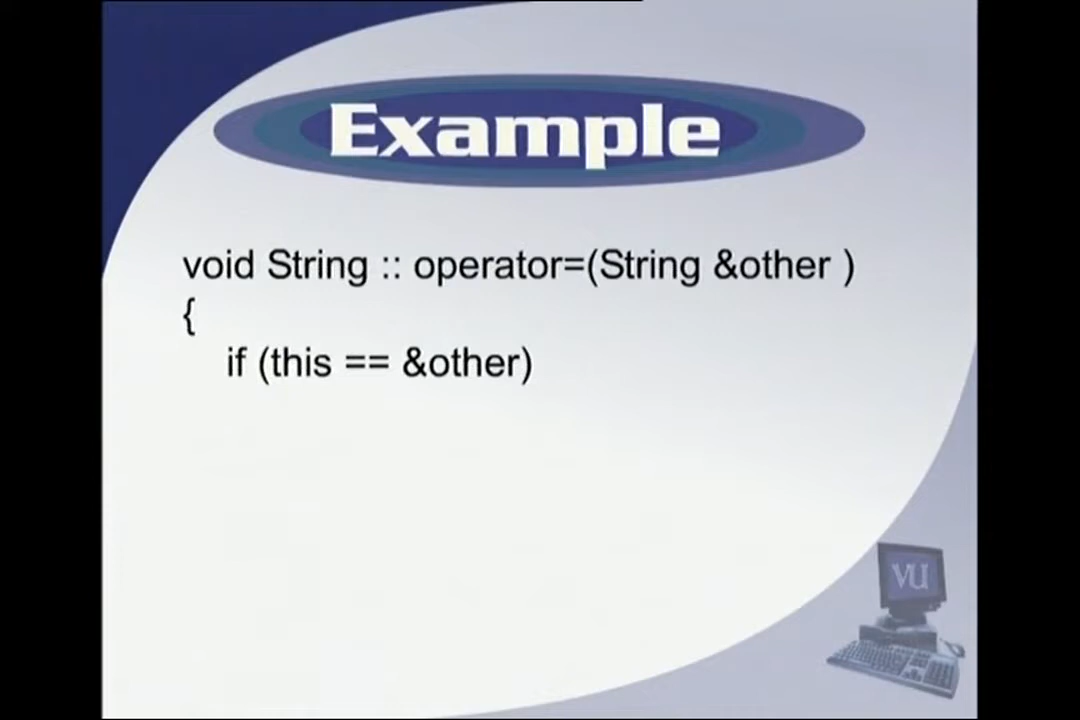 Example
void String :: operator=(String &other )
{
if (this == &other)
VU